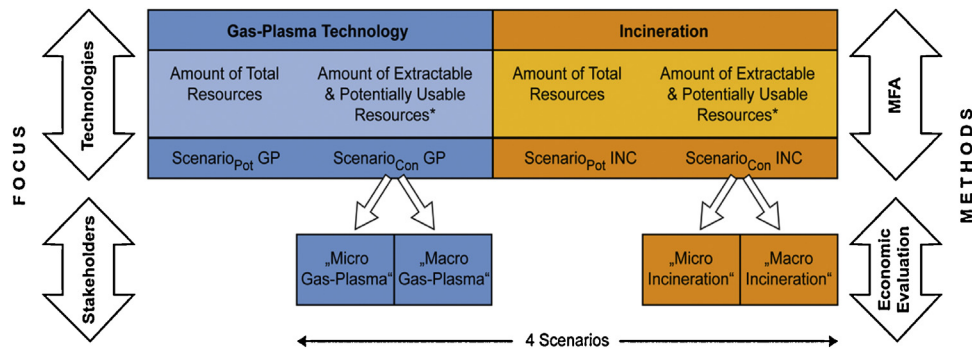 FOCUS
Technologies
Stakeholders
Gas-Plasma Technology
Incineration
Amount of Total
Resources
Amount of Extractable
& Potentially Usable
Resources*
Amount of Total
Resources
Amount of Extractable
& Potentially Usable
Resources*
ScenarioPot GP
ScenarioCon GP
ScenarioPot INC
ScenarioCon INC
„Micro
Gas-Plasma“
„Macro
Gas-Plasma“
„Micro
Incineration“
„Macro
Incineration“
4 Scenarios
MFA
Economic
Evaluation
METHODS